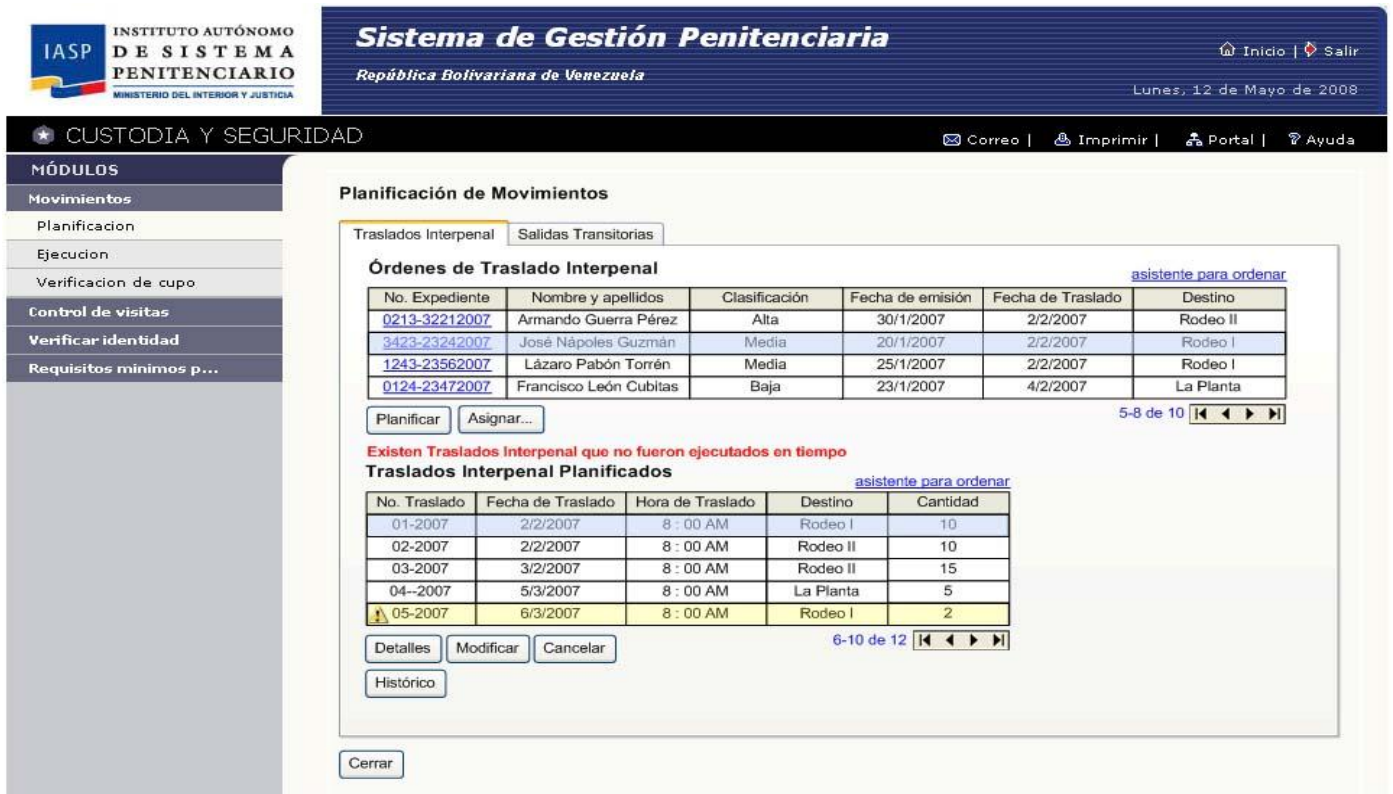 IASP
INSTITUTO AUTÓNOMO
DE SISTEMA
PENITENCIARIO
MINISTERIO DEL INTERIOR Y JUSTICIA
Sistema de Gestión Penitenciaria
República Bolivariana de Venezuela
Inicio | Salir
Lunes, 12 de Mayo de 2008
CUSTODIA Y SEGURIDAD
Correo | Imprimir | Portal | Ayuda
MÓDULOS
Movimientos
Planificacion
Ejecucion
Verificacion de cupo
Control de visitas
Verificar identidad
Requisitos minimos p...
Planificación de Movimientos
Traslados Interpenal Salidas Transitorias
Órdenes de Traslado Interpenal
asistente para ordenar
No. Expediente Nombre y apellidos Clasificación Fecha de emisión Fecha de Traslado Destino
0213-32212007 Armando Guerra Pérez Alta 30/1/2007 2/2/2007 Rodeo II
3423-23242007 José Nápoles Guzmán Media 20/1/2007 2/2/2007 Rodeo I
1243-23562007 Lázaro Pabón Torrén Media 25/1/2007 2/2/2007 Rodeo I
0124-23472007 Francisco León Cubitas Baja 23/1/2007 4/2/2007 La Planta
Planificar Asignar... 5-8 de 10
Existen Traslados Interpenal que no fueron ejecutados en tiempo
Traslados Interpenal Planificados
asistente para ordenar
No. Traslado Fecha de Traslado Hora de Traslado Destino Cantidad
01-2007 2/2/2007 8 : 00 AM Rodeo I 10
02-2007 2/2/2007 8 : 00 AM Rodeo II 10
03-2007 3/2/2007 8 : 00 AM Rodeo II 15
04--2007 5/3/2007 8 : 00 AM La Planta 5
05-2007 6/3/2007 8 : 00 AM Rodeo I 2
Detalles Modificar Cancelar 6-10 de 12
Histórico
Cerrar